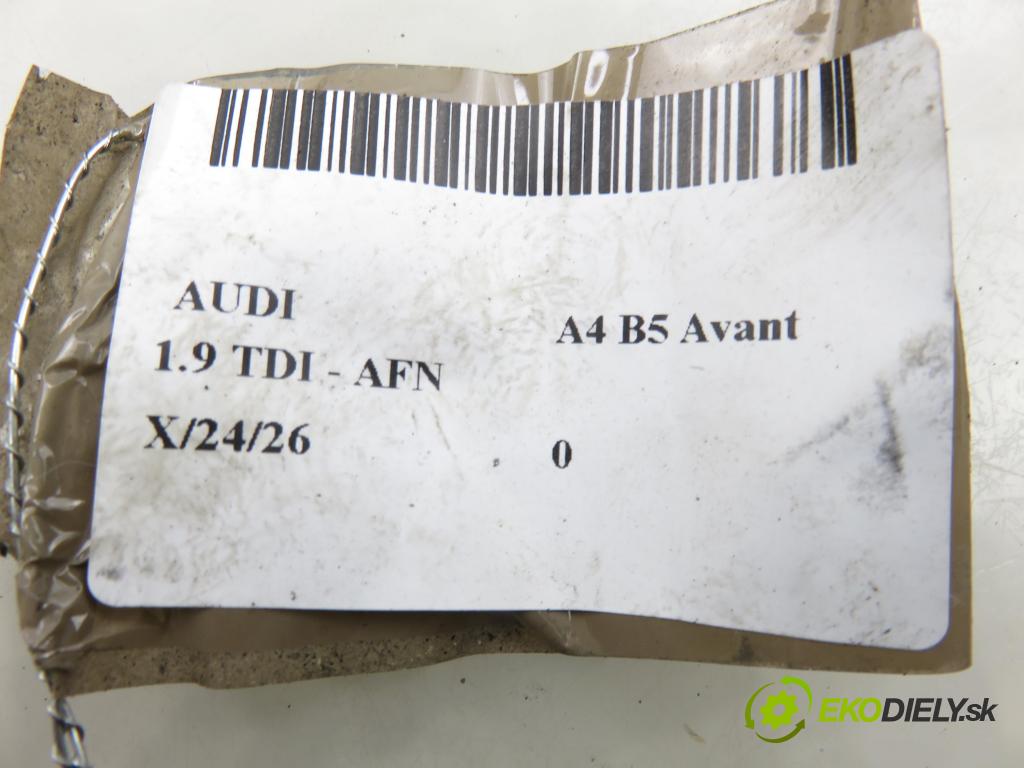 AUDI A4 B5 Avant
1.9 TDI - AFN
X/24/26 0
EKODIELY.sk